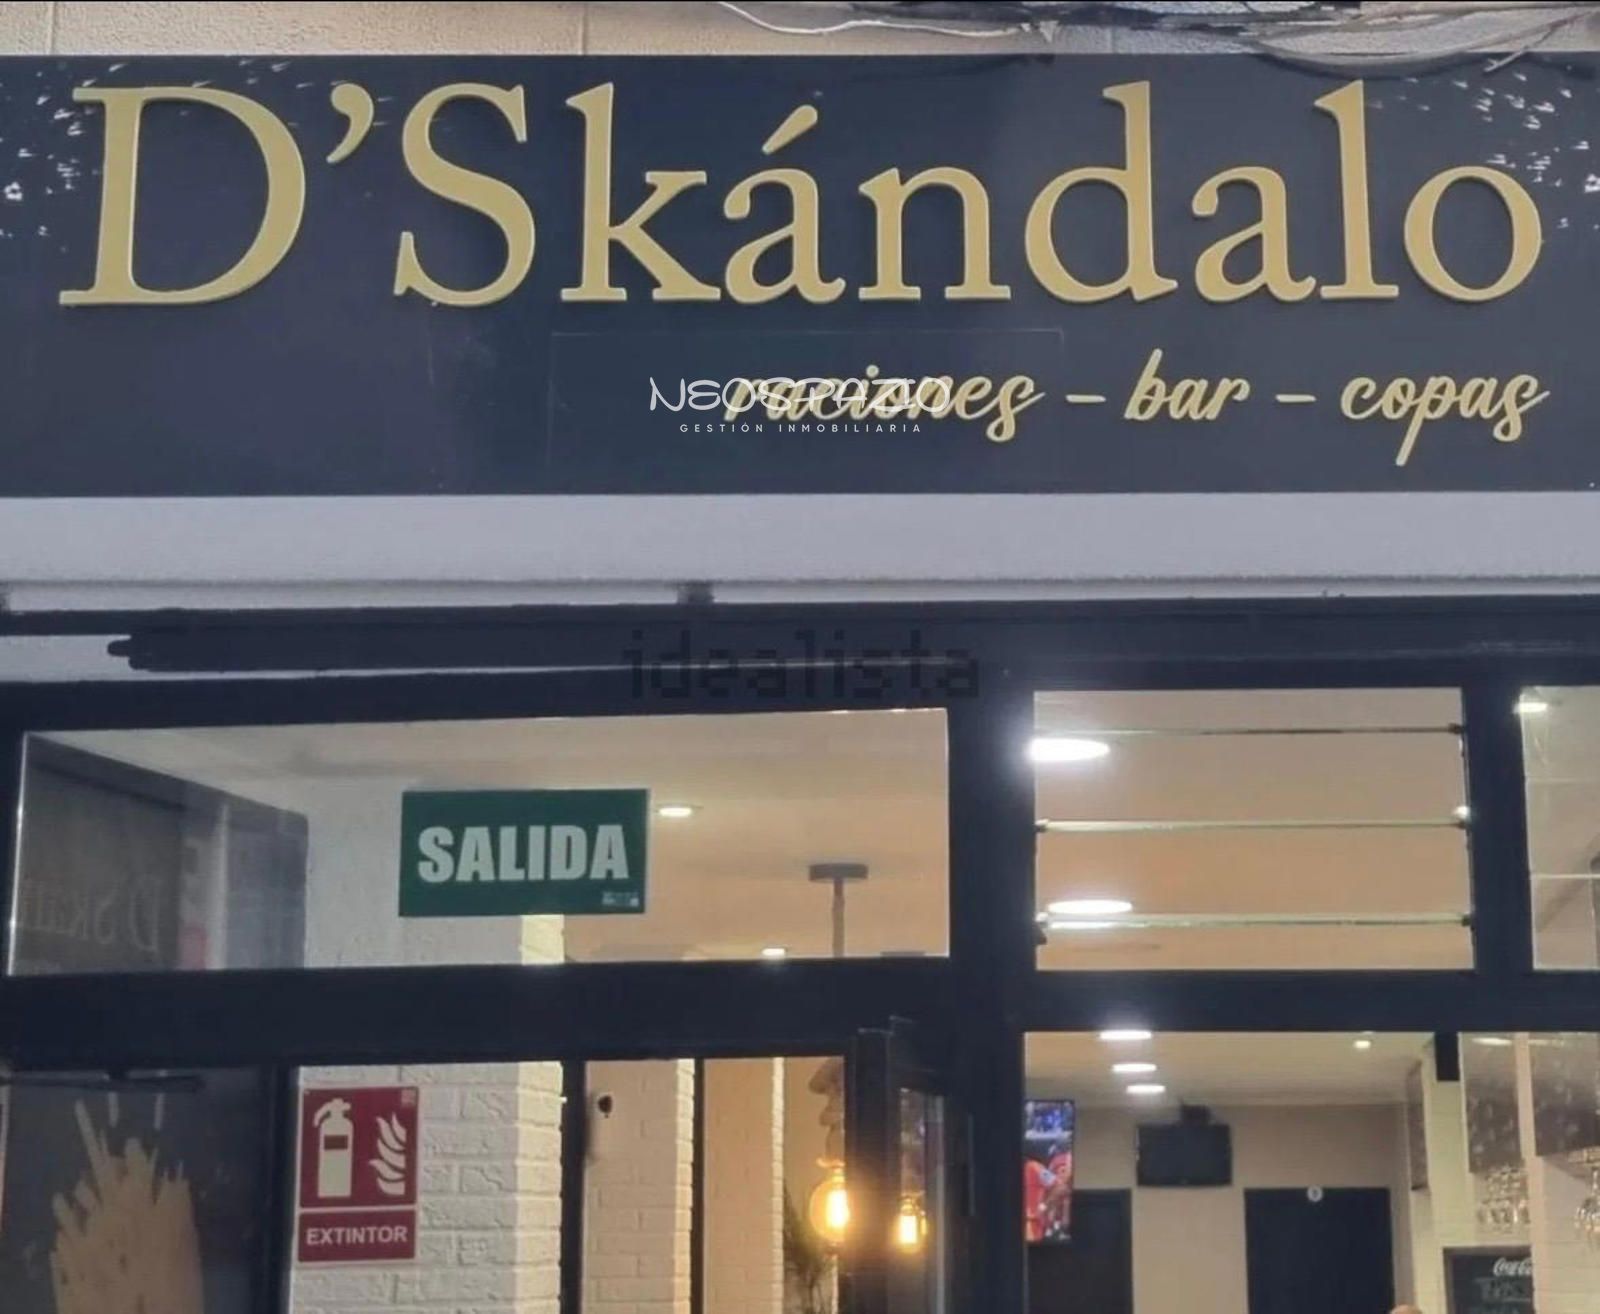 D'Skándalo
raciones - bar - copas
NEOSPAZIO
GESTIÓN INMOBILIARIA
idealista
SALIDA
EXTINTOR